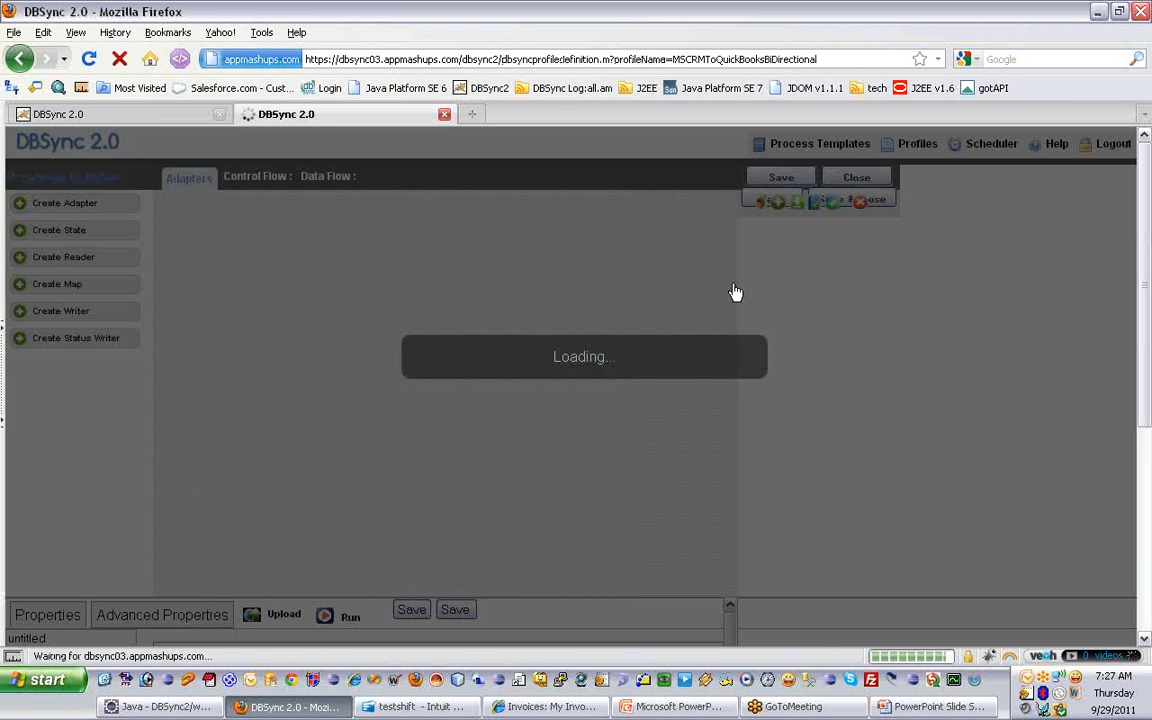 DBSync 2.0 - Mozilla Firefox
File Edit View History Bookmarks Yahoo! Tools Help
appmashups.com https://dbsync03.appmashups.com/dbsync2/dbsyncprofiledefinition.m?profileName=MSCRMToQuickBooksBiDirectional Google
Most Visited Salesforce.com - Cust... Login Java Platform SE 6 DBSync2 DBSync Log:all.am J2EE Java Platform SE 7 JDOM v1.1.1 tech J2EE v1.6 gotAPI
DBSync 2.0 DBSync 2.0
DBSync 2.0 Process Templates Profiles Scheduler Help Logout
Adapters Control Flow : Data Flow : Save Close
Create Adapter
Create State
Create Reader
Create Map
Create Writer
Create Status Writer
Loading...
Properties Advanced Properties Upload Run Save Save
untitled
Waiting for dbsync03.appmashups.com... veoh 0 videos
start 7:27 AM
Thursday
9/29/2011
Java - DBSync2/w... DBSync 2.0 - Mozi... testshift - Intuit ... Invoices: My Invo... Microsoft PowerP... GoToMeeting PowerPoint Slide S...